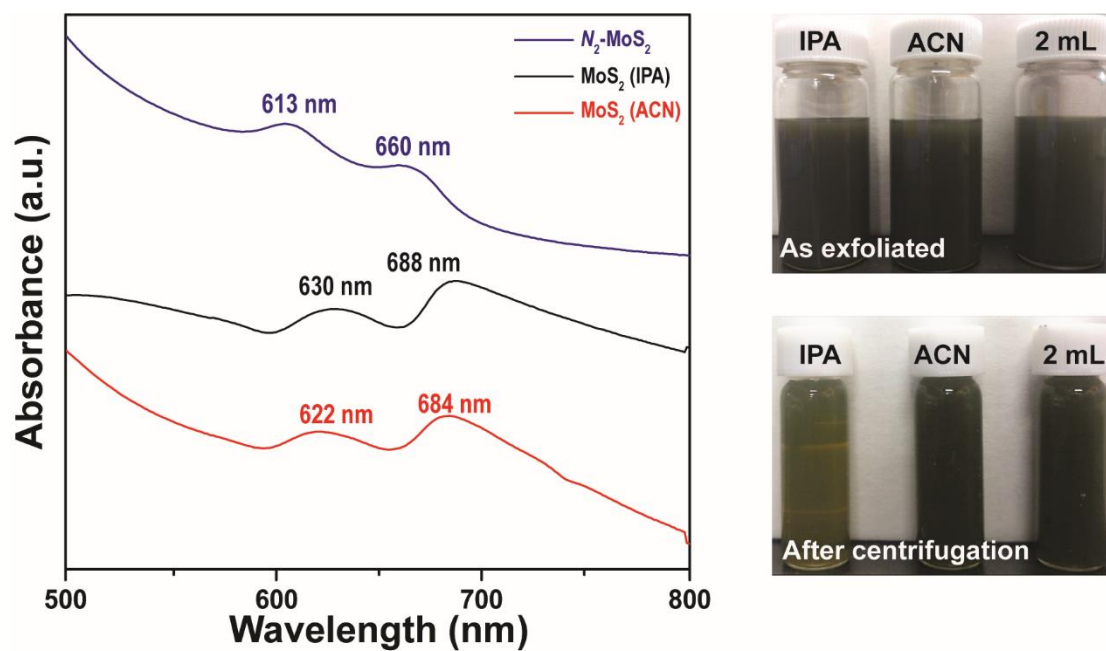 N₂-MoS₂
MoS₂ (IPA)
MoS₂ (ACN)
613 nm
660 nm
630 nm
688 nm
622 nm
684 nm
Absorbance (a.u.)
500
600
700
800
Wavelength (nm)
IPA
ACN
2 mL
As exfoliated
IPA
ACN
2 mL
After centrifugation